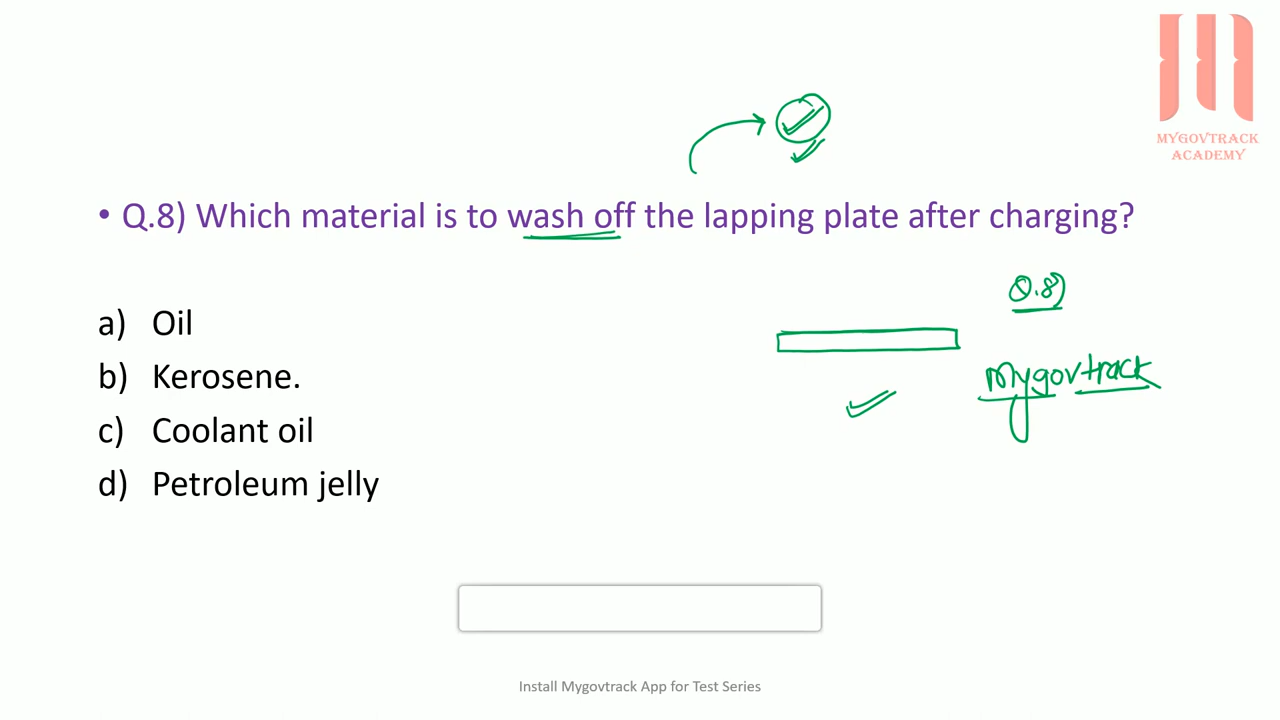 MYGOVTRACK
ACADEMY
• Q.8) Which material is to wash off the lapping plate after charging?
Q.8)
a) Oil
b) Kerosene.
Mygovtrack
c) Coolant oil
d) Petroleum jelly
Install Mygovtrack App for Test Series